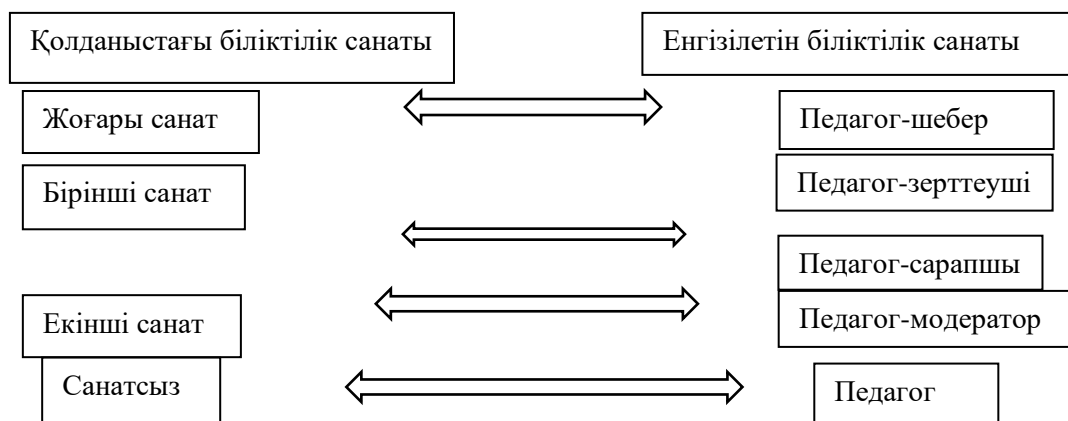 Қолданыстағы біліктілік санаты
Енгізілетін біліктілік санаты
Жоғары санат
Педагог-шебер
Бірінші санат
Педагог-зерттеуші
Педагог-сарапшы
Екінші санат
Педагог-модератор
Санатсыз
Педагог